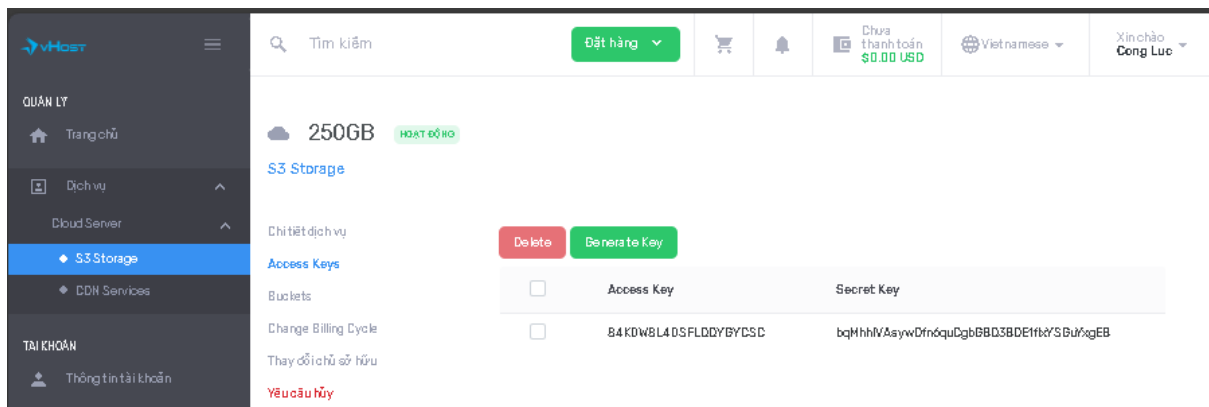 vHost
Tìm kiếm
Đặt hàng
Chưa
thanh toán
$0.00 USD
Vietnamese
Xin chào
Cong Luc
QUẢN LÝ
Trang chủ
Dịch vụ
Cloud Server
S3 Storage
CDN Services
TÀI KHOẢN
Thông tin tài khoản
250GB
HOẠT ĐỘNG
S3 Storage
Chi tiết dịch vụ
Access Keys
Buckets
Change Billing Cycle
Thay đổi chủ sở hữu
Yêu cầu hủy
Delete
Generate Key
Access Key
Secret Key